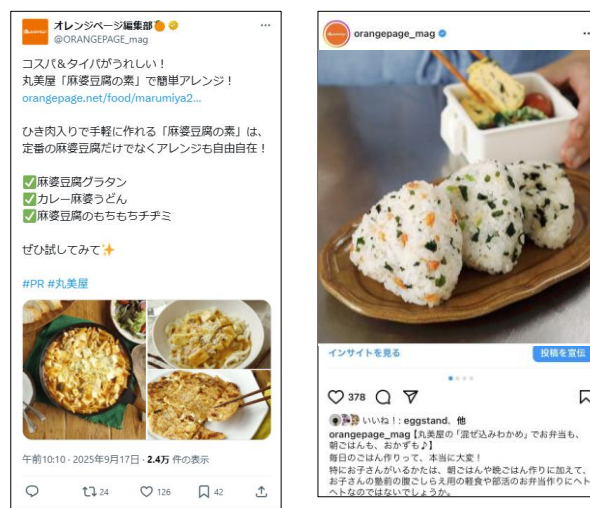 オレンジページ編集部
@ORANGEPAGE_mag
コスパ&タイパがうれしい！
丸美屋「麻婆豆腐の素」で簡単アレンジ！
orangepage.net/food/marumiya2...
ひき肉入りで手軽に作れる「麻婆豆腐の素」は、
定番の麻婆豆腐だけでなくアレンジも自由自在！
✅麻婆豆腐グラタン
✅カレー麻婆うどん
✅麻婆豆腐のもちもちチヂミ
ぜひ試してみて✨
#PR #丸美屋
午前10:10 · 2025年9月17日 · 2.4万 件の表示
24
126
42
orangepage_mag
インサイトを見る
投稿を宣伝
378
いいね！: eggstand、他
orangepage_mag【丸美屋の「混ぜ込みわかめ」でお弁当も、
朝ごはんも、おかずも♪】
毎日のごはん作りって、本当に大変！
特にお子さんがいるかたは、朝ごはんや晩ごはん作りに加えて、
お子さんの塾前の腹ごしらえ用の軽食や部活のお弁当作りにヘト
ヘトなのではないでしょうか。